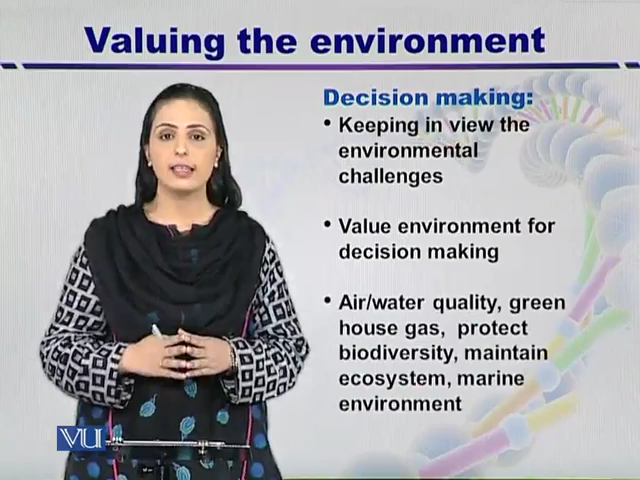 Valuing the environment
Decision making:
• Keeping in view the
environmental
challenges
• Value environment for
decision making
• Air/water quality, green
house gas,  protect
biodiversity, maintain
ecosystem, marine
environment
VU